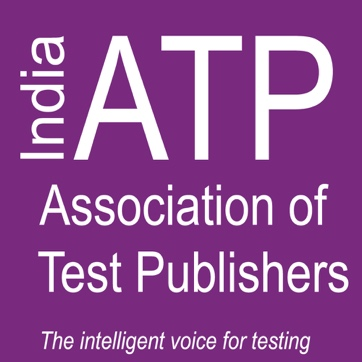 India
ATP
Association of
Test Publishers
The intelligent voice for testing